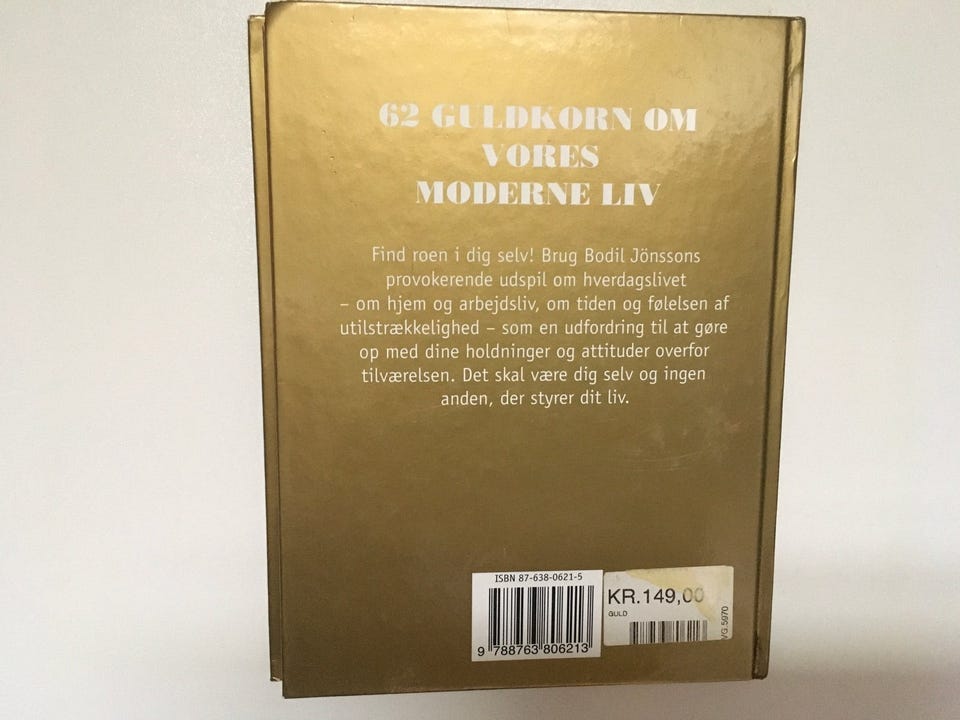 62 GULDKORN OM
VORES
MODERNE LIV
Find roen i dig selv! Brug Bodil Jönssons
provokerende udspil om hverdagslivet
– om hjem og arbejdsliv, om tiden og følelsen af
utilstrækkelighed – som en udfordring til at gøre
op med dine holdninger og attituder overfor
tilværelsen. Det skal være dig selv og ingen
anden, der styrer dit liv.
ISBN 87-638-0621-5
9 788763 806213
KR.149,00
GULD
VG.5970